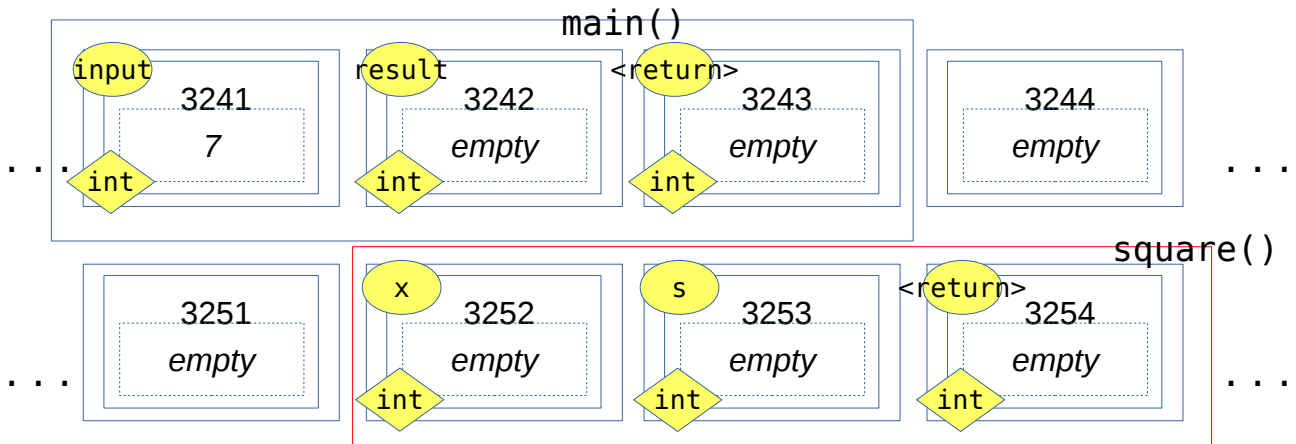 main()
input result <return>
3241 3242 3243 3244
7 empty empty empty
... ...
int int int
square()
x s <return>
3251 3252 3253 3254
empty empty empty empty
... ...
int int int